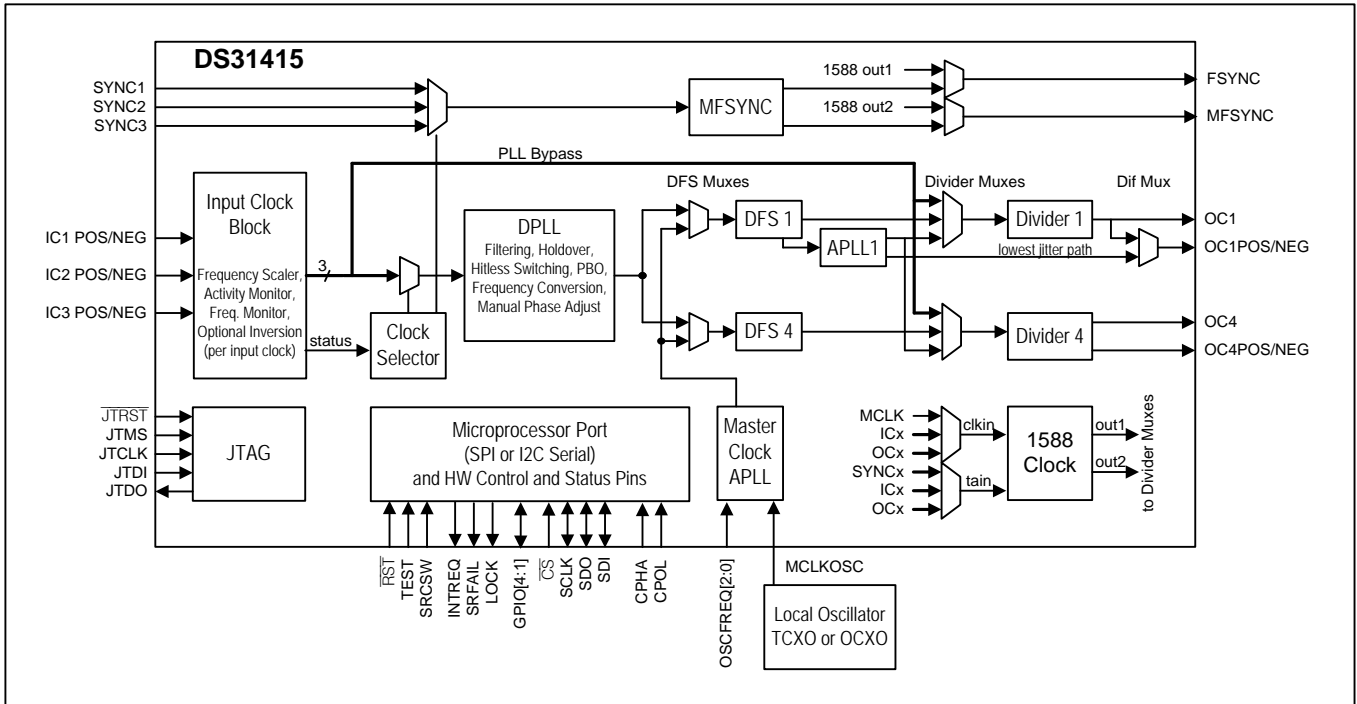 DS31415
SYNC1
SYNC2
SYNC3
MFSYNC
1588 out1
1588 out2
FSYNC
MFSYNC
PLL Bypass
DFS Muxes
Divider Muxes
Dif Mux
IC1 POS/NEG
IC2 POS/NEG
IC3 POS/NEG
Input Clock
Block
Frequency Scaler,
Activity Monitor,
Freq. Monitor,
Optional Inversion
(per input clock)
3
status
Clock
Selector
DPLL
Filtering, Holdover,
Hitless Switching, PBO,
Frequency Conversion,
Manual Phase Adjust
DFS 1
APLL1
Divider 1
lowest jitter path
OC1
OC1POS/NEG
DFS 4
Divider 4
OC4
OC4POS/NEG
JTRST
JTMS
JTCLK
JTDI
JTDO
JTAG
Microprocessor Port
(SPI or I2C Serial)
and HW Control and Status Pins
Master
Clock
APLL
MCLK
ICx
OCx
SYNCx
ICx
OCx
clkin
tain
1588
Clock
out1
out2
to Divider Muxes
RST
TEST
SRCSW
INTREQ
SRFAIL
LOCK
GPIO[4:1]
CS
SCLK
SDO
SDI
CPHA
CPOL
OSCFREQ[2:0]
MCLKOSC
Local Oscillator
TCXO or OCXO